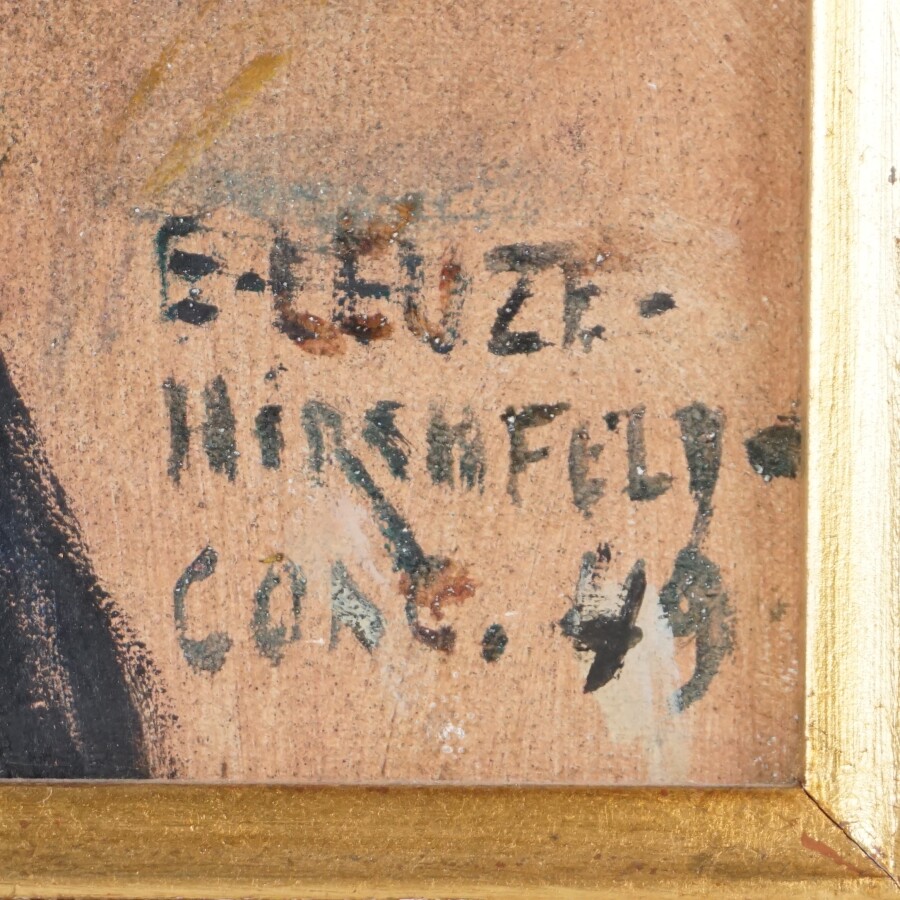 E-LEUZE-
HIRSHFELD-
CONC. 49